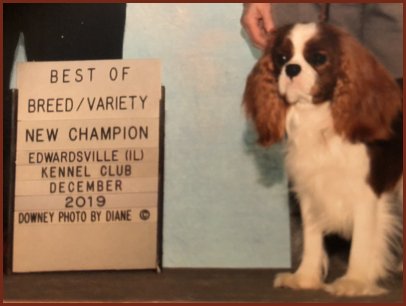 BEST OF
BREED/VARIETY
NEW CHAMPION
EDWARDSVILLE (IL)
KENNEL CLUB
DECEMBER
2019
DOWNEY PHOTO BY DIANE ©